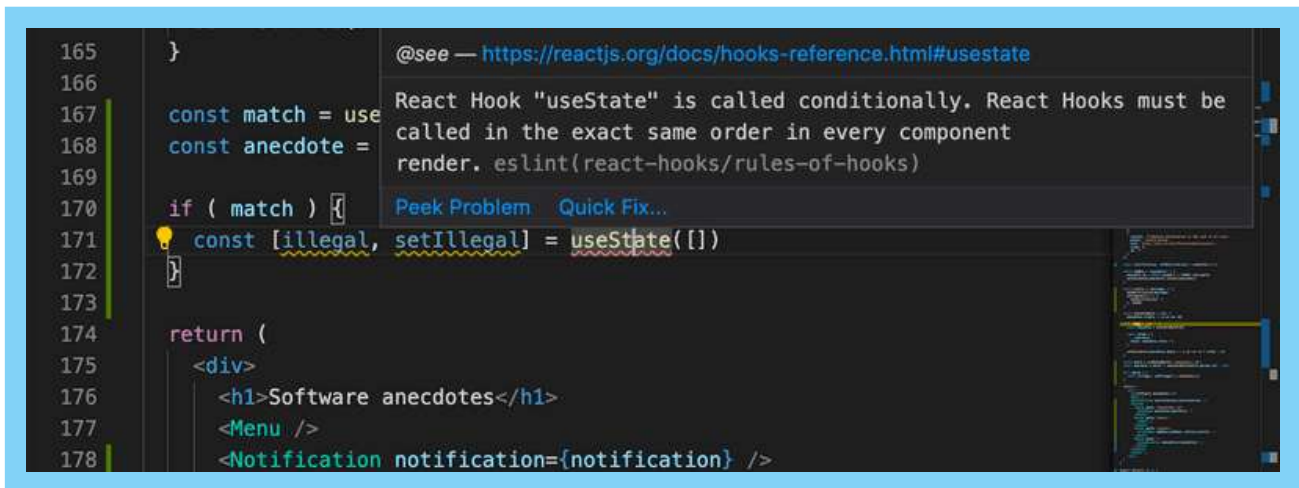 165 }
@see — https://reactjs.org/docs/hooks-reference.html#usestate
166
React Hook "useState" is called conditionally. React Hooks must be
called in the exact same order in every component
render. eslint(react-hooks/rules-of-hooks)
Peek Problem Quick Fix...
167 const match = use
168 const anecdote =
169
170 if ( match ) {
171 const [illegal, setIllegal] = useState([])
172 }
173
174 return (
175 <div>
176 <h1>Software anecdotes</h1>
177 <Menu />
178 <Notification notification={notification} />